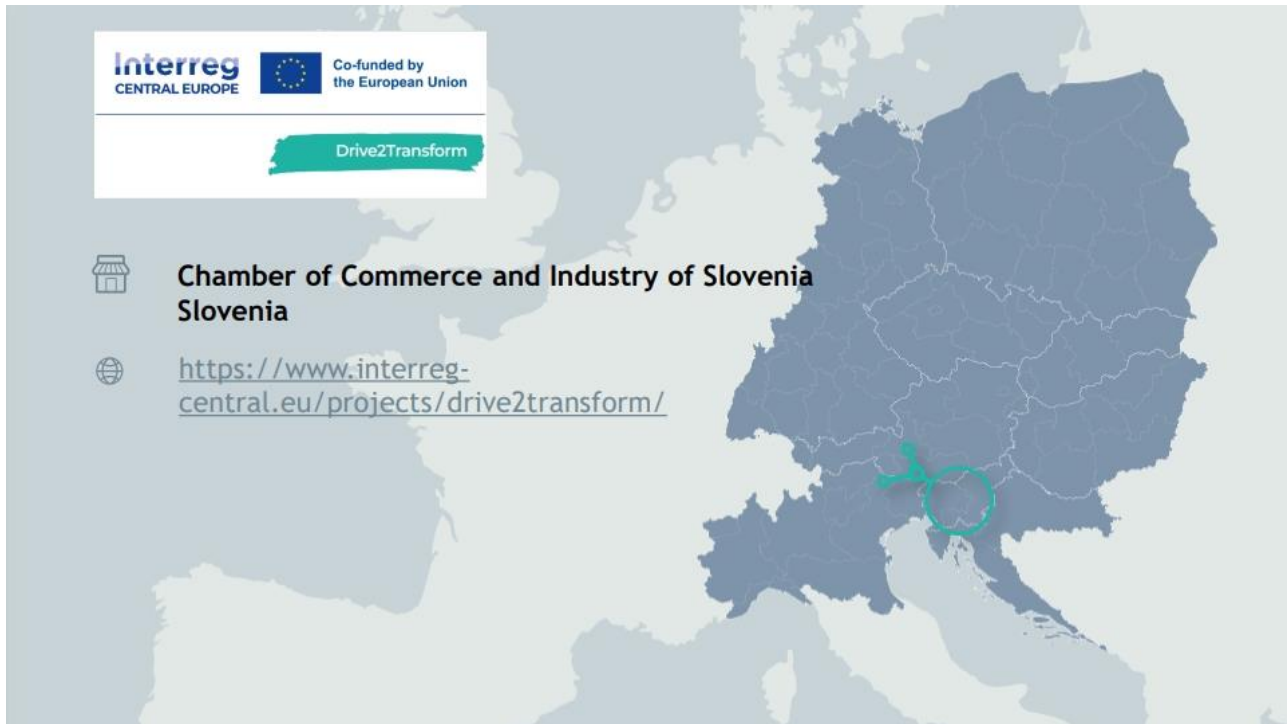 Interreg
CENTRAL EUROPE
Co-funded by
the European Union
Drive2Transform
Chamber of Commerce and Industry of Slovenia
Slovenia
https://www.interreg-
central.eu/projects/drive2transform/